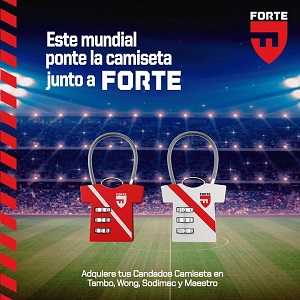 FORTE
Este mundial
ponte la camiseta
junto a FORTE
Adquiere tus Candados Camiseta en
Tambo, Wong, Sodimac y Maestro